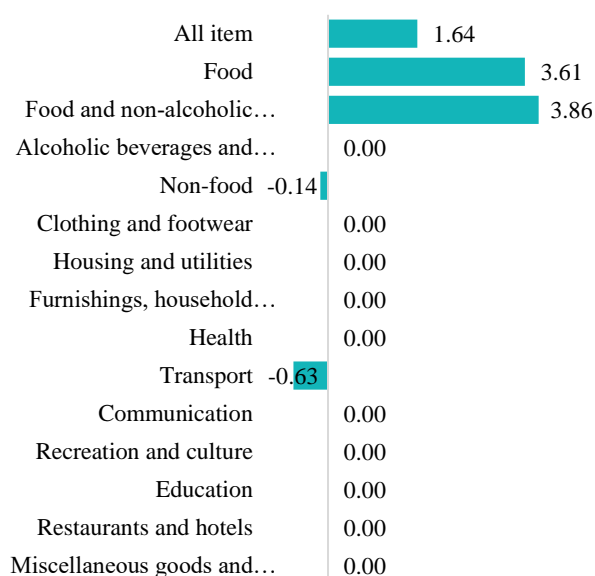 All item 1.64
Food 3.61
Food and non-alcoholic… 3.86
Alcoholic beverages and… 0.00
Non-food -0.14
Clothing and footwear 0.00
Housing and utilities 0.00
Furnishings, household… 0.00
Health 0.00
Transport -0.63
Communication 0.00
Recreation and culture 0.00
Education 0.00
Restaurants and hotels 0.00
Miscellaneous goods and… 0.00